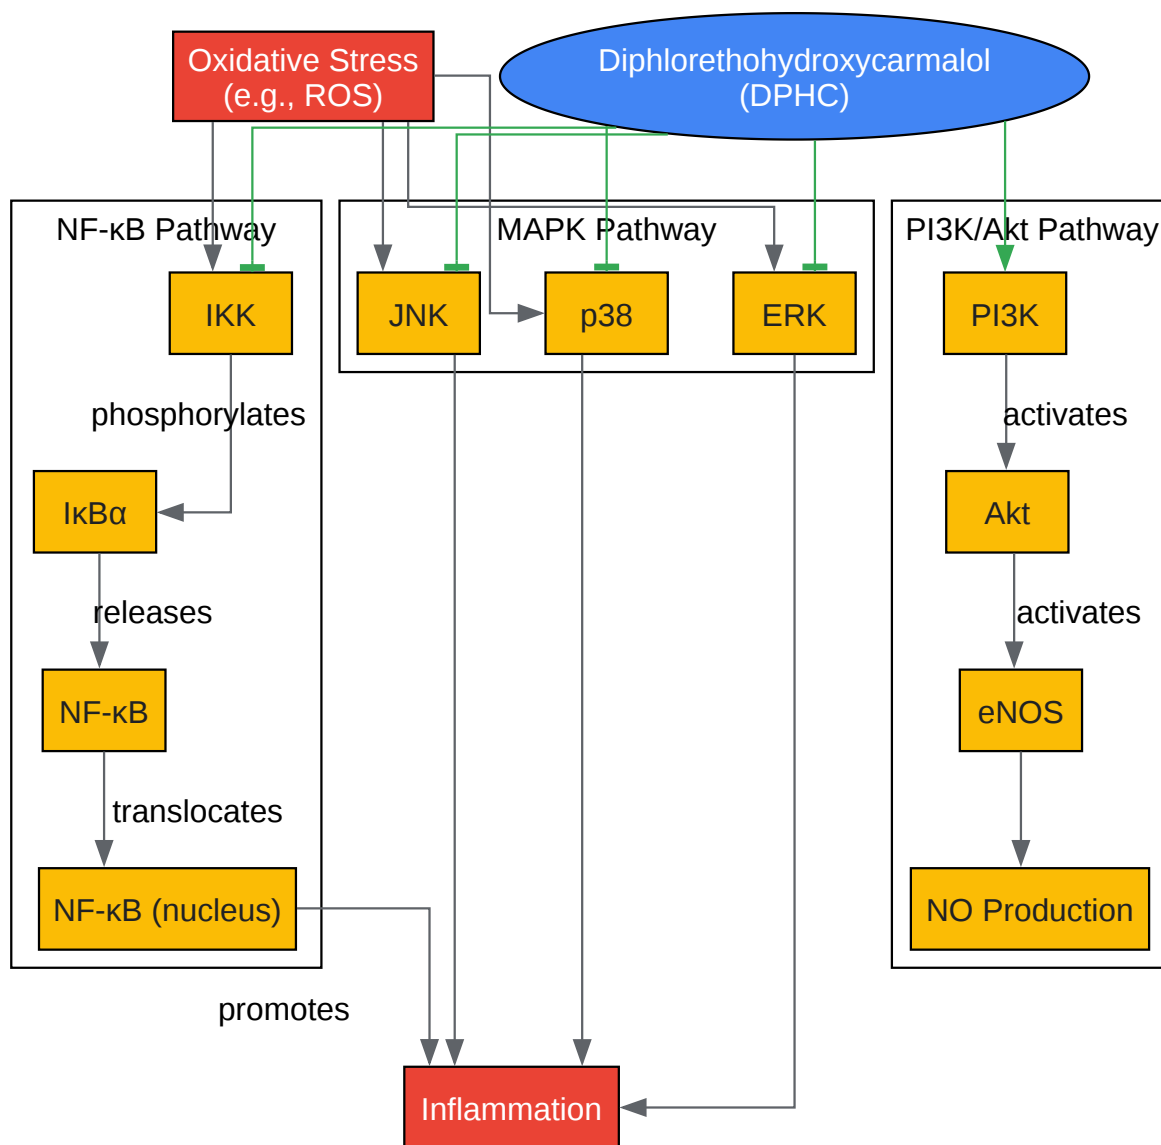 Oxidative Stress
(e.g., ROS)
Diphlorethohydroxycarmalol
(DPHC)
NF-κB Pathway
MAPK Pathway
PI3K/Akt Pathway
IKK
JNK
p38
ERK
PI3K
phosphorylates
activates
IκBα
Akt
releases
activates
NF-κB
eNOS
translocates
NF-κB (nucleus)
NO Production
promotes
Inflammation